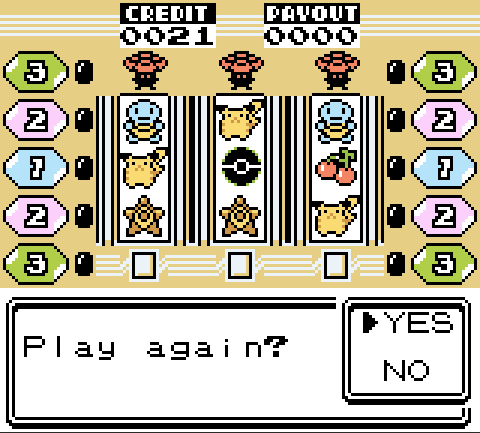 CREDIT PAYOUT
0021 0000
3 3
2 2
1 1
2 2
3 3
Play again?
▶YES
NO